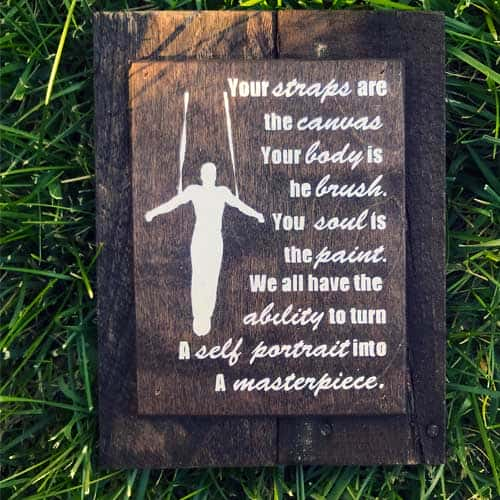 Your straps are
the canvas
Your body is
he brush.
You soul is
the paint.
We all have the
ability to turn
A self portrait into
A masterpiece.